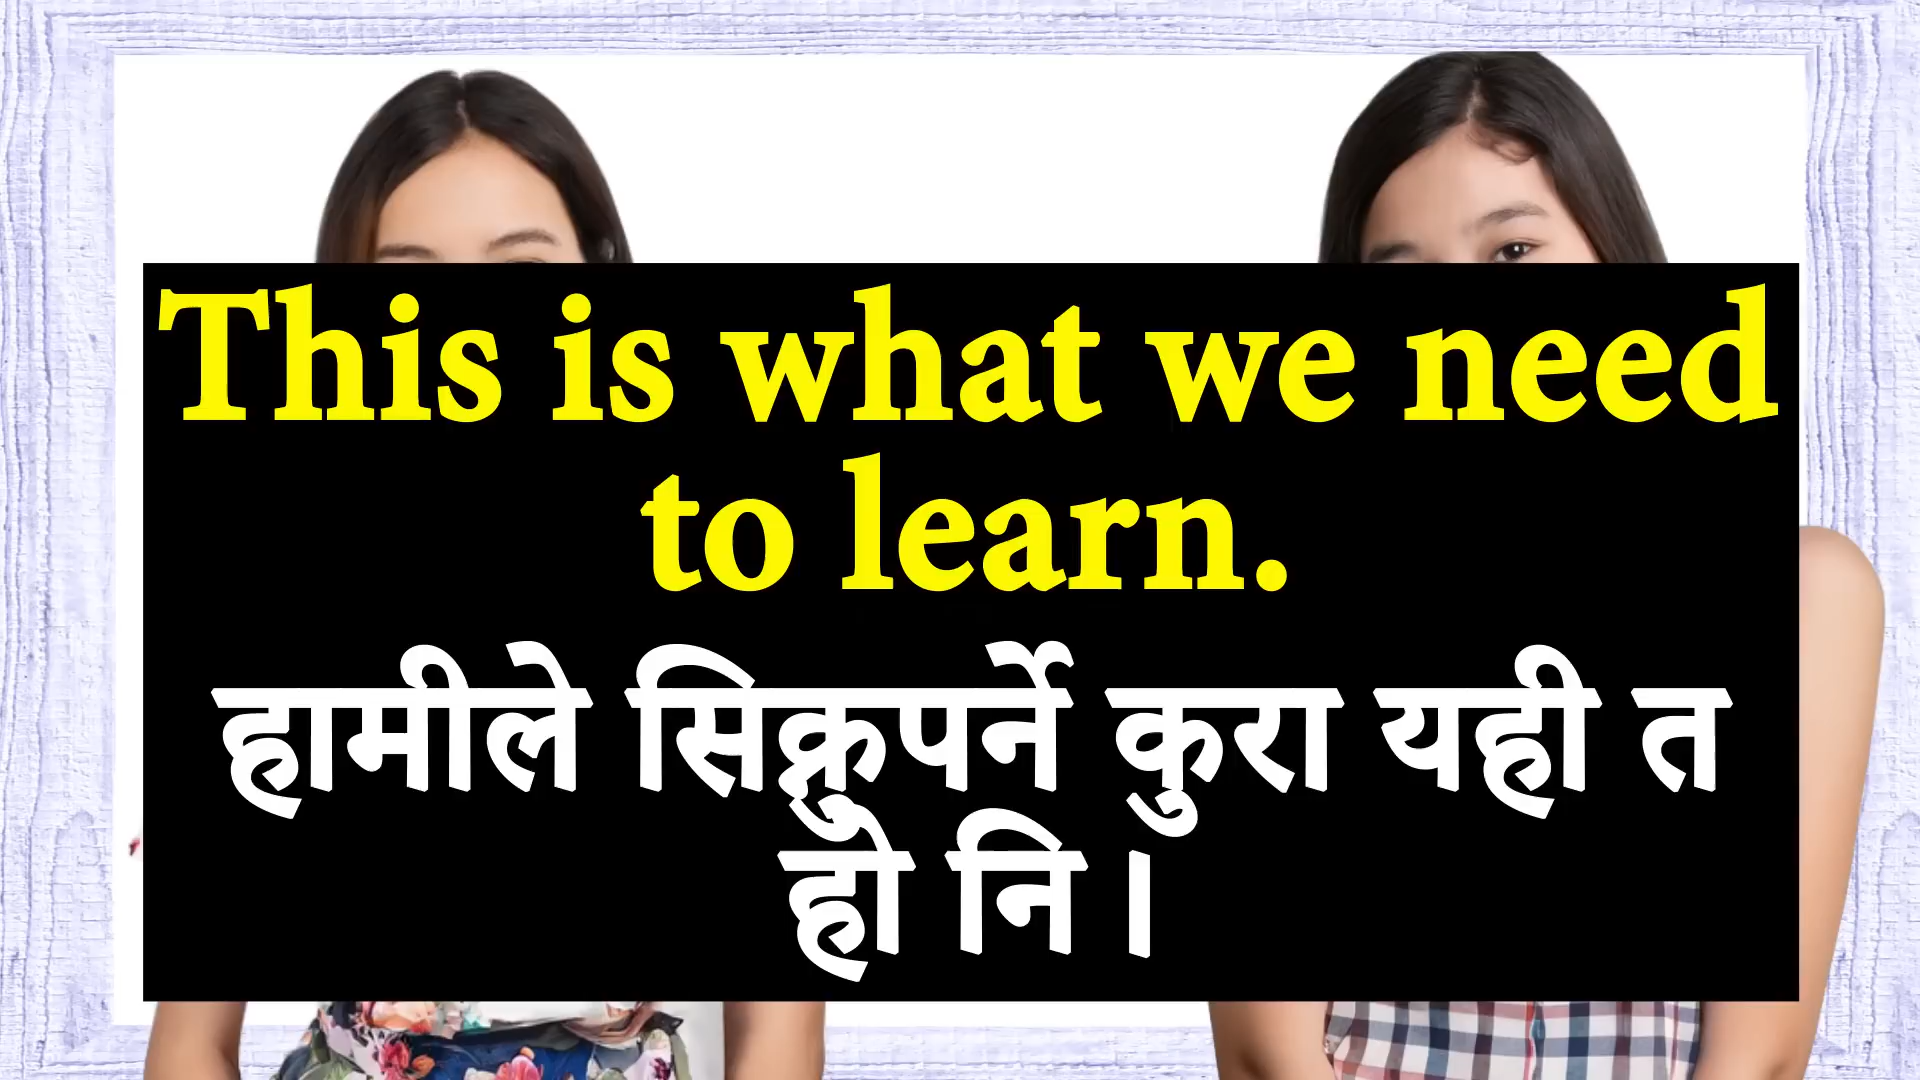 This is what we need
to learn.
हामीले सिक्नुपर्ने कुरा यही त
हो नि ।